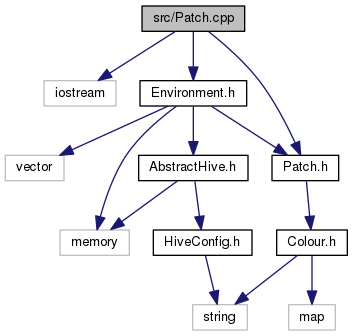 src/Patch.cpp
iostream
Environment.h
vector
AbstractHive.h
Patch.h
memory
HiveConfig.h
Colour.h
string
map